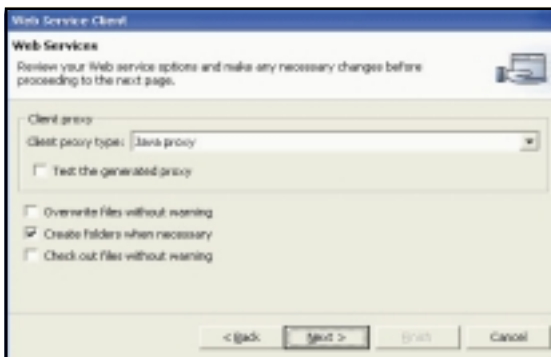 Web Service Client
Web Services
Review your Web service options and make any necessary changes before
proceeding to the next page.
Client proxy
Client proxy type: Java proxy
Test the generated proxy
Overwrite files without warning
Create folders when necessary
Check out files without warning
< Back Next > Finish Cancel